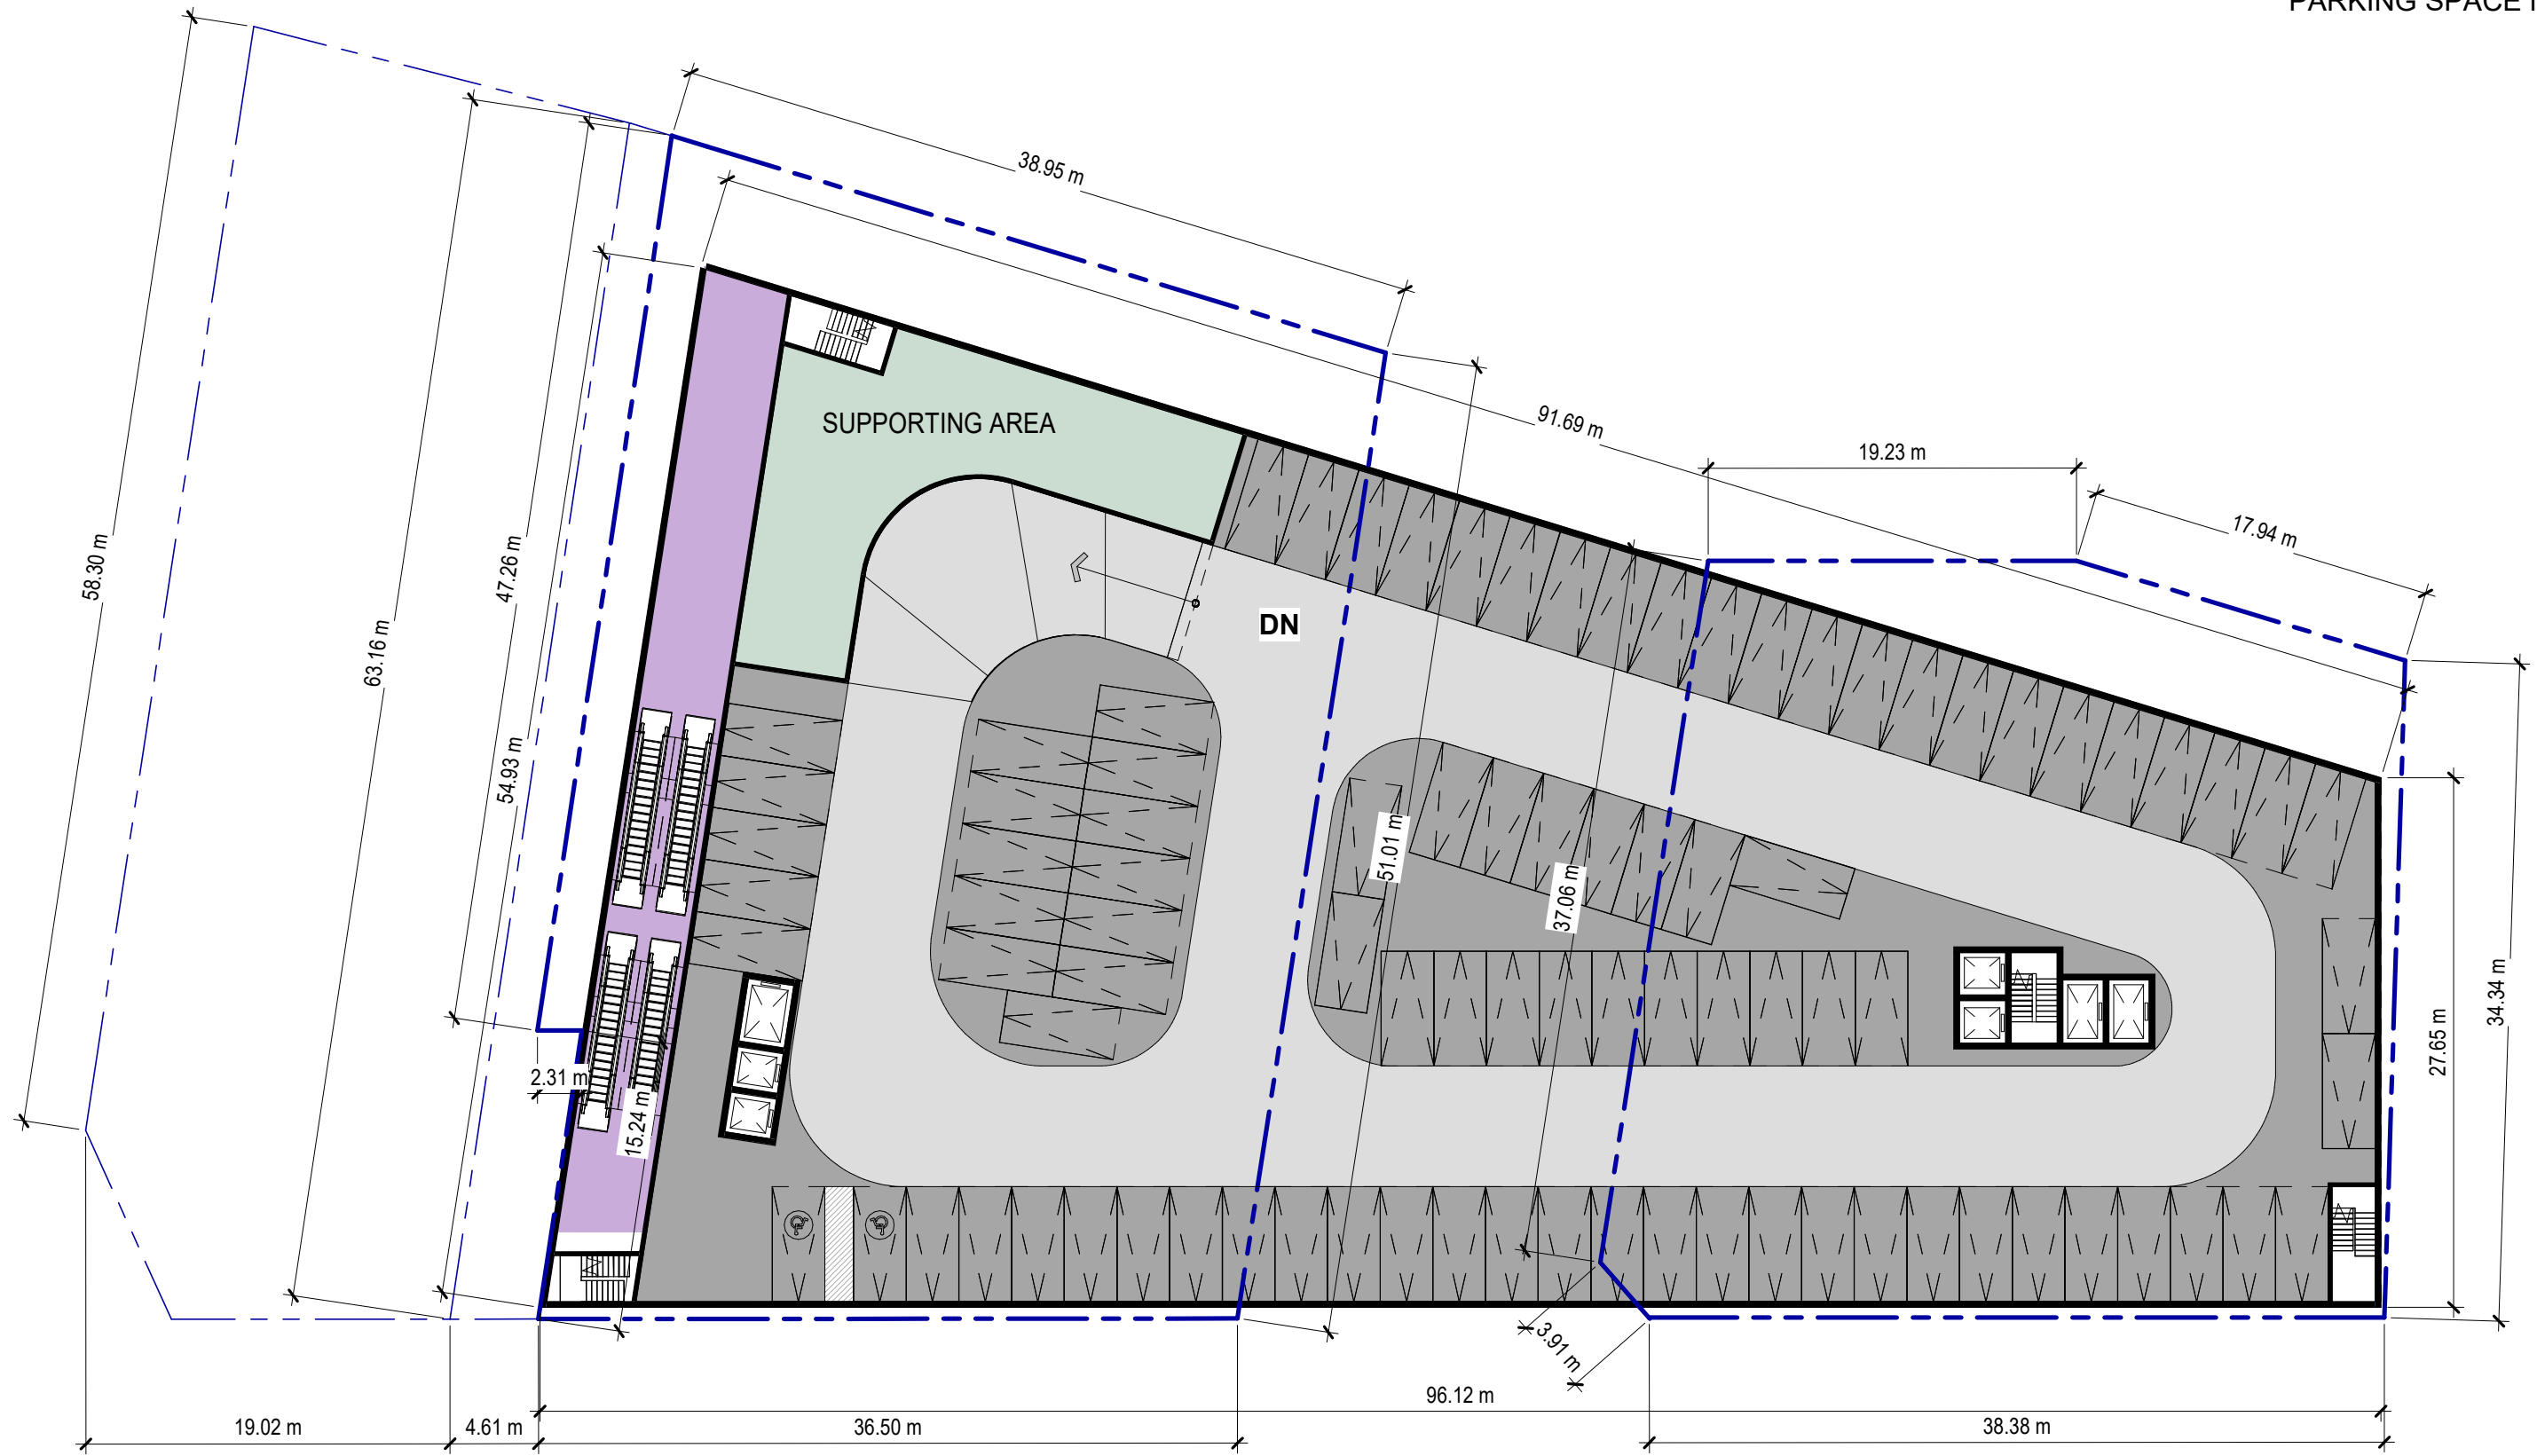 PARKING SPACE
38.95 m
91.69 m
19.23 m
17.94 m
SUPPORTING AREA
58.30 m
63.16 m
47.26 m
54.93 m
DN
51.01 m
37.06 m
34.34 m
27.65 m
2.31 m
15.24 m
3.91 m
96.12 m
19.02 m
4.61 m
36.50 m
38.38 m